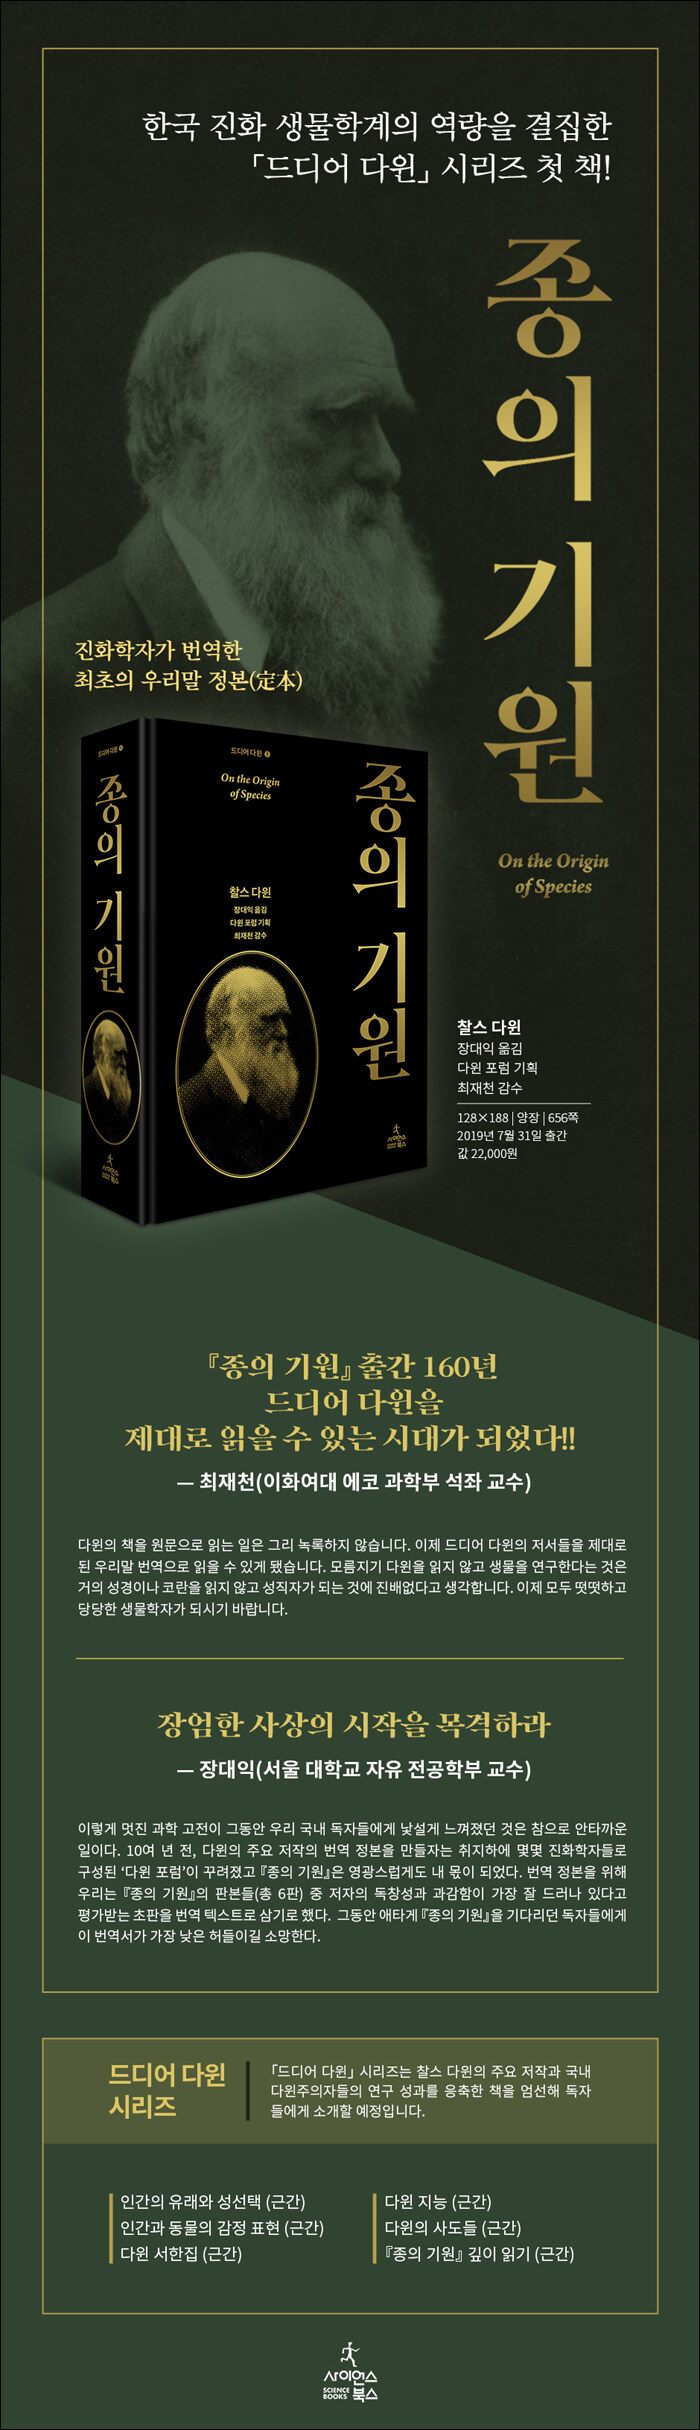 한국 진화 생물학계의 역량을 결집한
「드디어 다윈」 시리즈 첫 책!
종의 기원
On the Origin
of Species
진화학자가 번역한
최초의 우리말 정본(定本)
드디어 다윈 ❶
종의 기원
사이언스
북스
드디어 다윈 ❶
On the Origin
of Species
종의 기원
찰스 다윈
장대익 옮김
다윈 포럼 기획
최재천 감수
사이언스
북스
찰스 다윈
장대익 옮김
다윈 포럼 기획
최재천 감수
128×188 | 양장 | 656쪽
2019년 7월 31일 출간
값 22,000원
『종의 기원』 출간 160년
드디어 다윈을
제대로 읽을 수 있는 시대가 되었다!!
— 최재천(이화여대 에코 과학부 석좌 교수)
다윈의 책을 원문으로 읽는 일은 그리 녹록하지 않습니다. 이제 드디어 다윈의 저서들을 제대로
된 우리말 번역으로 읽을 수 있게 됐습니다. 모름지기 다윈을 읽지 않고 생물을 연구한다는 것은
거의 성경이나 코란을 읽지 않고 성직자가 되는 것에 진배없다고 생각합니다. 이제 모두 떳떳하고
당당한 생물학자가 되시기 바랍니다.
장엄한 사상의 시작을 목격하라
— 장대익(서울 대학교 자유 전공학부 교수)
이렇게 멋진 과학 고전이 그동안 우리 국내 독자들에게 낯설게 느껴졌던 것은 참으로 안타까운
일이다. 10여 년 전, 다윈의 주요 저작의 번역 정본을 만들자는 취지하에 몇몇 진화학자들로
구성된 ‘다윈 포럼’이 꾸려졌고 『종의 기원』은 영광스럽게도 내 몫이 되었다. 번역 정본을 위해
우리는 『종의 기원』의 판본들(총 6판) 중 저자의 독창성과 과감함이 가장 잘 드러나 있다고
평가받는 초판을 번역 텍스트로 삼기로 했다. 그동안 애타게 『종의 기원』을 기다리던 독자들에게
이 번역서가 가장 낮은 허들이길 소망한다.
드디어 다윈
시리즈
「드디어 다윈」 시리즈는 찰스 다윈의 주요 저작과 국내
다윈주의자들의 연구 성과를 응축한 책을 엄선해 독자
들에게 소개할 예정입니다.
인간의 유래와 성선택 (근간)
인간과 동물의 감정 표현 (근간)
다윈 서한집 (근간)
다윈 지능 (근간)
다윈의 사도들 (근간)
『종의 기원』 깊이 읽기 (근간)
사이언스
SCIENCE
BOOKS 북스